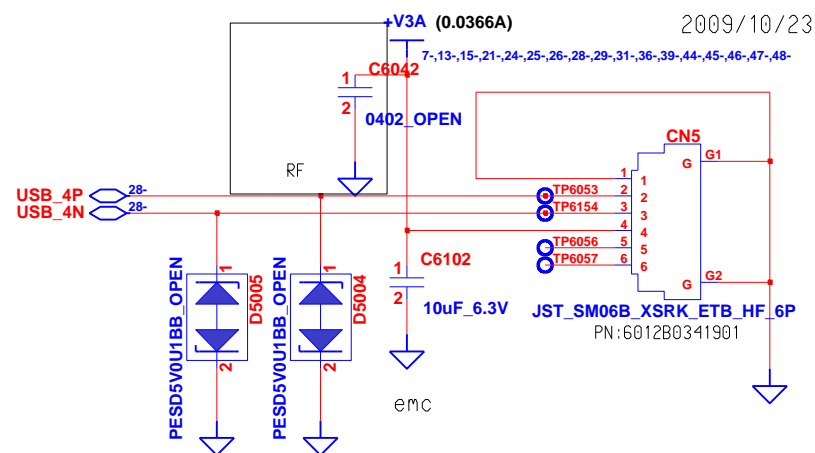 +V3A (0.0366A)
2009/10/23
7-,13-,15-,21-,24-,25-,26-,28-,29-,31-,36-,39-,44-,45-,46-,47-,48-
1 C6042
2
0402_OPEN
RF
CN5
G G1
1 1
USB_4P 28- TP6053 2 2
USB_4N 28- TP6154 3 3
4 4
TP6056 5 5
TP6057 6 6
G G2
1 C6102
2
10uF_6.3V
PESD5V0U1BB_OPEN
1
D5005
2
PESD5V0U1BB_OPEN
1
D5004
2
JST_SM06B_XSRK_ETB_HF_6P
PN:6012B0341901
emc